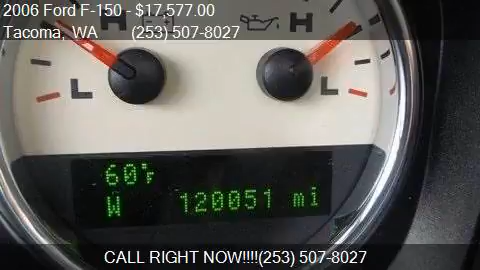 2006 Ford F-150 - $17,577.00
Tacoma, WA (253) 507-8027
H H
L L
60°F
W 120051 mi
CALL RIGHT NOW!!!!(253) 507-8027